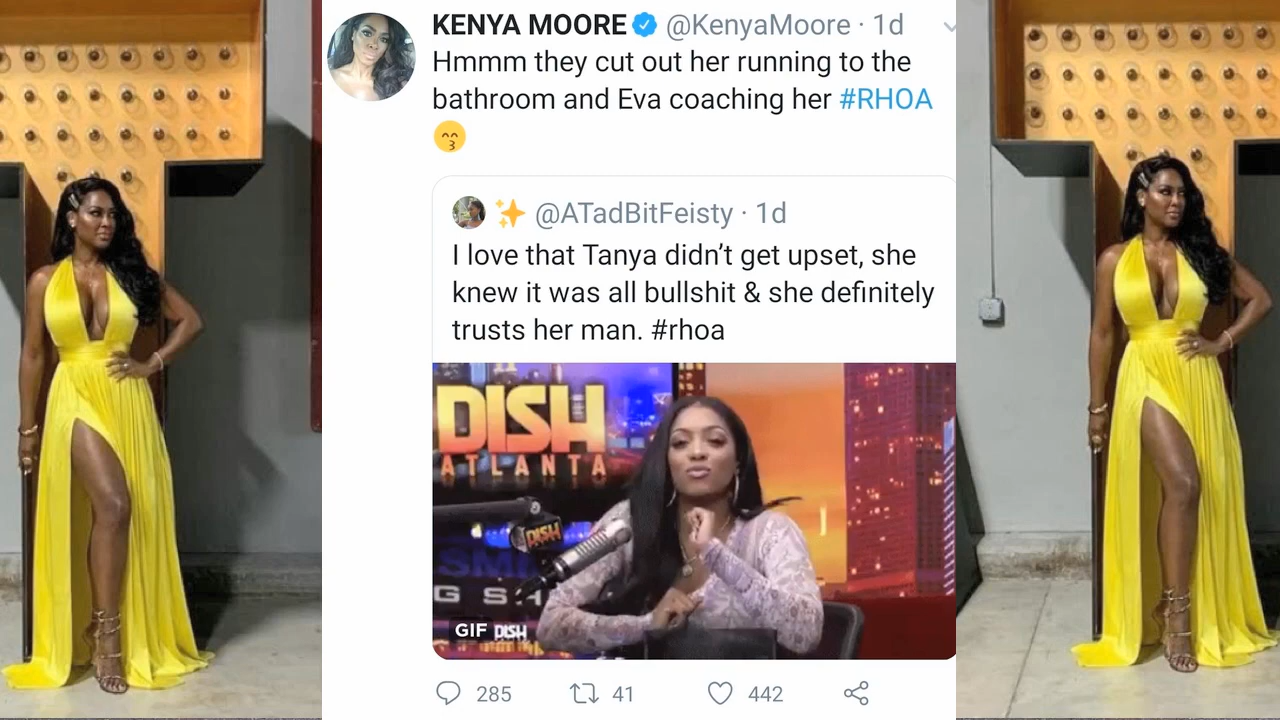 KENYA MOORE @KenyaMoore · 1d
Hmmm they cut out her running to the
bathroom and Eva coaching her #RHOA
😙
✨ @ATadBitFeisty · 1d
I love that Tanya didn’t get upset, she
knew it was all bullshit & she definitely
trusts her man. #rhoa
DISH
ATLANTA
DISH
GIF DISH
285 41 442